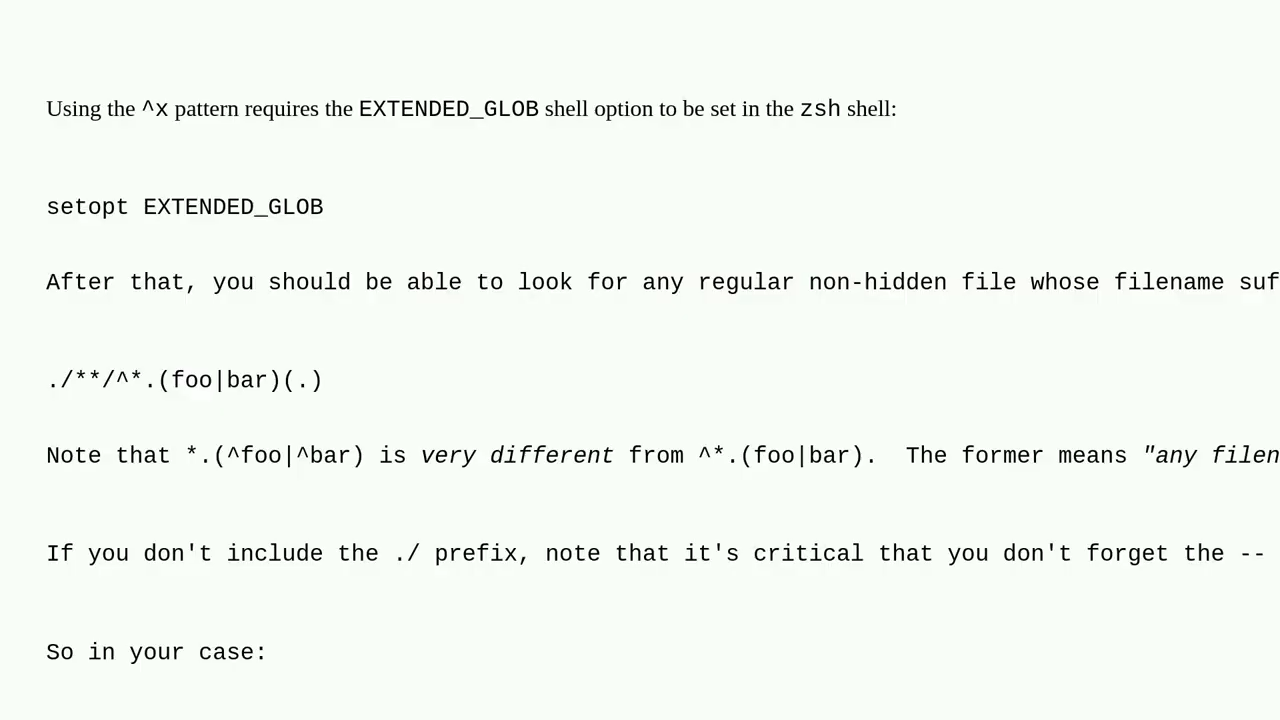 Using the ^x pattern requires the EXTENDED_GLOB shell option to be set in the zsh shell:
setopt EXTENDED_GLOB
After that, you should be able to look for any regular non-hidden file whose filename suf
./**/^*.(foo|bar)(.)
Note that *.(^foo|^bar) is very different from ^*.(foo|bar).  The former means "any filen
If you don't include the ./ prefix, note that it's critical that you don't forget the --
So in your case: